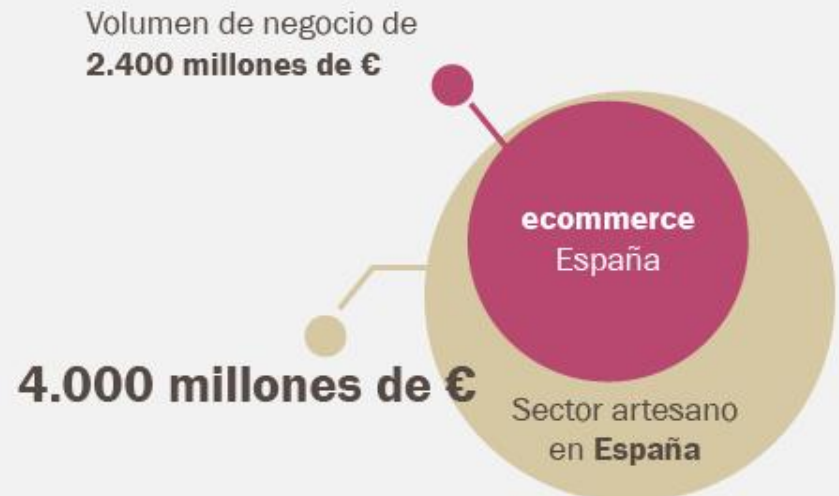 Volumen de negocio de
2.400 millones de €
ecommerce
España
4.000 millones de €
Sector artesano
en España